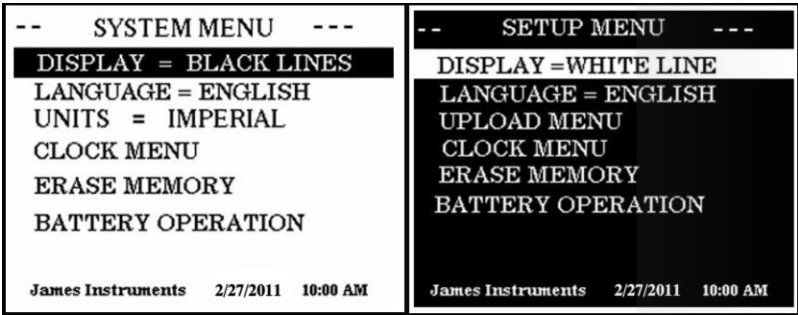 -- SYSTEM MENU ---
DISPLAY = BLACK LINES
LANGUAGE = ENGLISH
UNITS = IMPERIAL
CLOCK MENU
ERASE MEMORY
BATTERY OPERATION
James Instruments 2/27/2011 10:00 AM
-- SETUP MENU ---
DISPLAY =WHITE LINE
LANGUAGE = ENGLISH
UPLOAD MENU
CLOCK MENU
ERASE MEMORY
BATTERY OPERATION
James Instruments 2/27/2011 10:00 AM